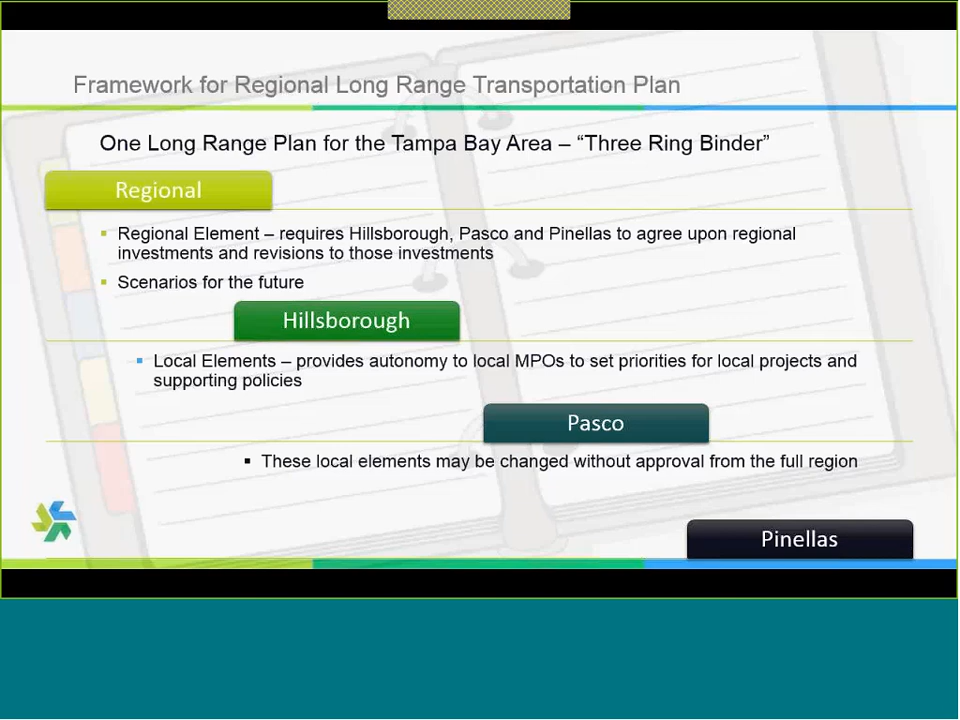 Framework for Regional Long Range Transportation Plan
One Long Range Plan for the Tampa Bay Area – “Three Ring Binder”
Regional
Regional Element – requires Hillsborough, Pasco and Pinellas to agree upon regional
investments and revisions to those investments
Scenarios for the future
Hillsborough
Local Elements – provides autonomy to local MPOs to set priorities for local projects and
supporting policies
Pasco
These local elements may be changed without approval from the full region
Pinellas